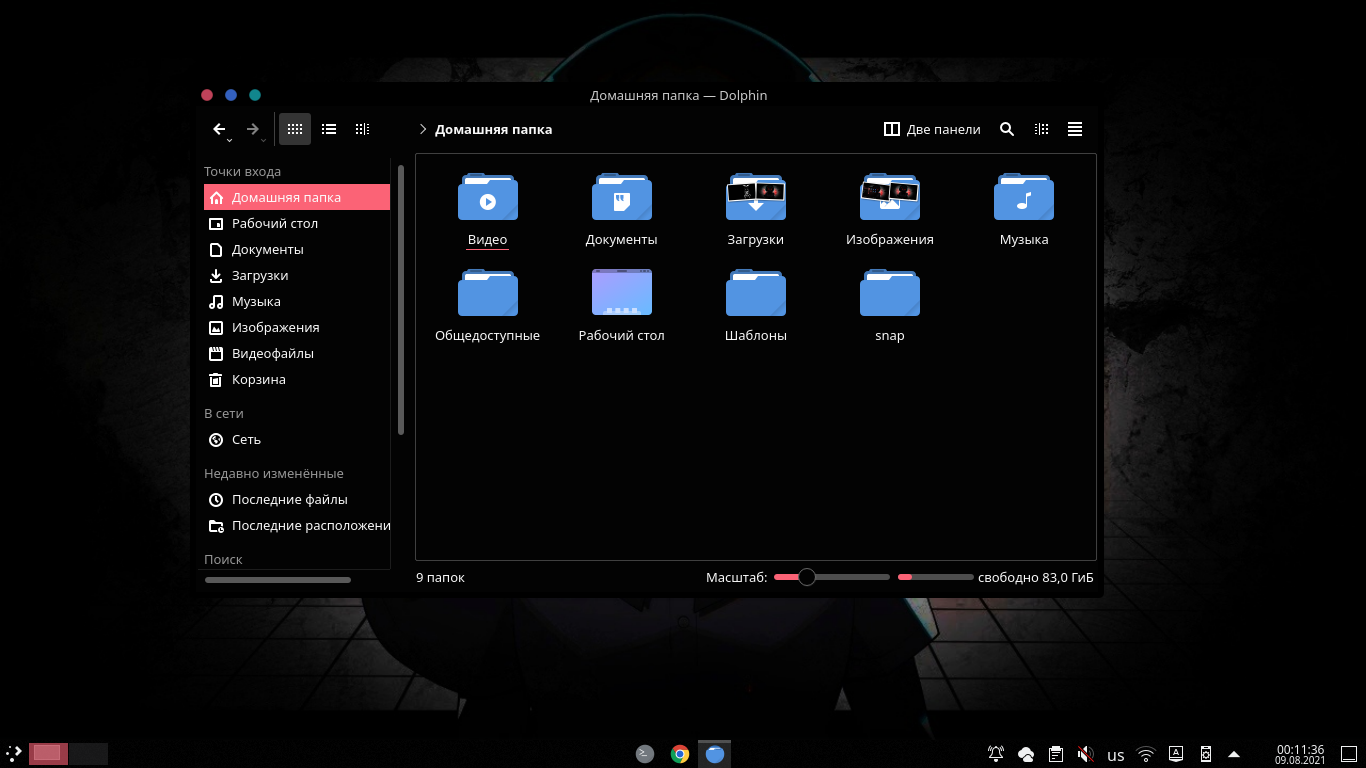 Домашняя папка — Dolphin
Домашняя папка
Две панели
Точки входа
Домашняя папка
Рабочий стол
Документы
Загрузки
Музыка
Изображения
Видеофайлы
Корзина
В сети
Сеть
Недавно изменённые
Последние файлы
Последние расположени
Поиск
Видео
Документы
Загрузки
Изображения
Музыка
Общедоступные
Рабочий стол
Шаблоны
snap
9 папок
Масштаб:
свободно 83,0 ГиБ
us
A
00:11:36
09.08.2021